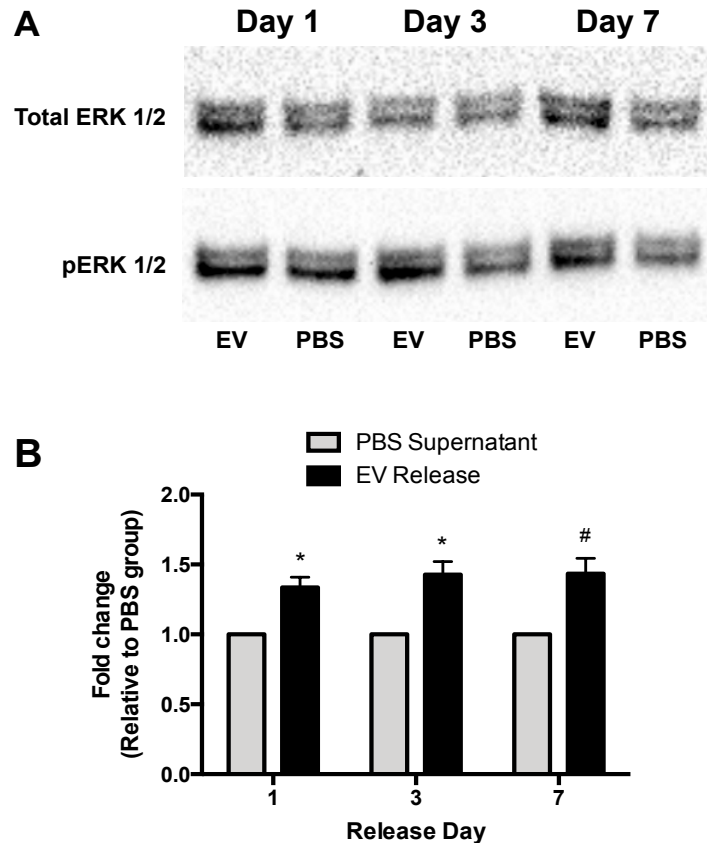 A
Day 1 Day 3 Day 7
Total ERK 1/2
pERK 1/2
EV PBS EV PBS EV PBS
B
PBS Supernatant
EV Release
Fold change
(Relative to PBS group)
2.0
1.5
1.0
0.5
0.0
* * #
1 3 7
Release Day